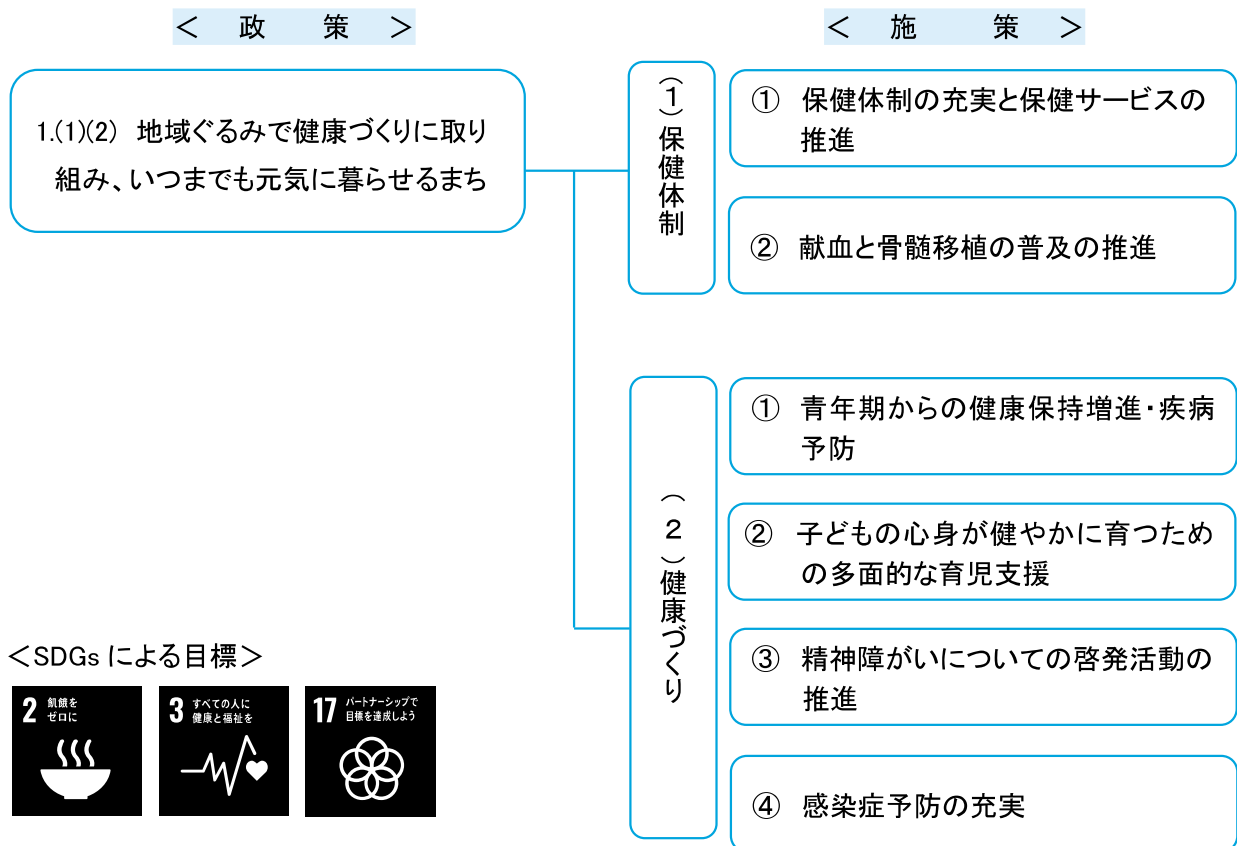 ＜　政　　策　＞
＜　施　　策　＞
1.(1)(2)　地域ぐるみで健康づくりに取り
組み、いつまでも元気に暮らせるまち
（1）保健体制
①　保健体制の充実と保健サービスの
推進
②　献血と骨髄移植の普及の推進
（２）健康づくり
①　青年期からの健康保持増進・疾病
予防
②　子どもの心身が健やかに育つため
の多面的な育児支援
③　精神障がいについての啓発活動の
推進
④　感染症予防の充実
＜SDGs による目標＞
2 飢餓を
ゼロに
3 すべての人に
健康と福祉を
17 パートナーシップで
目標を達成しよう